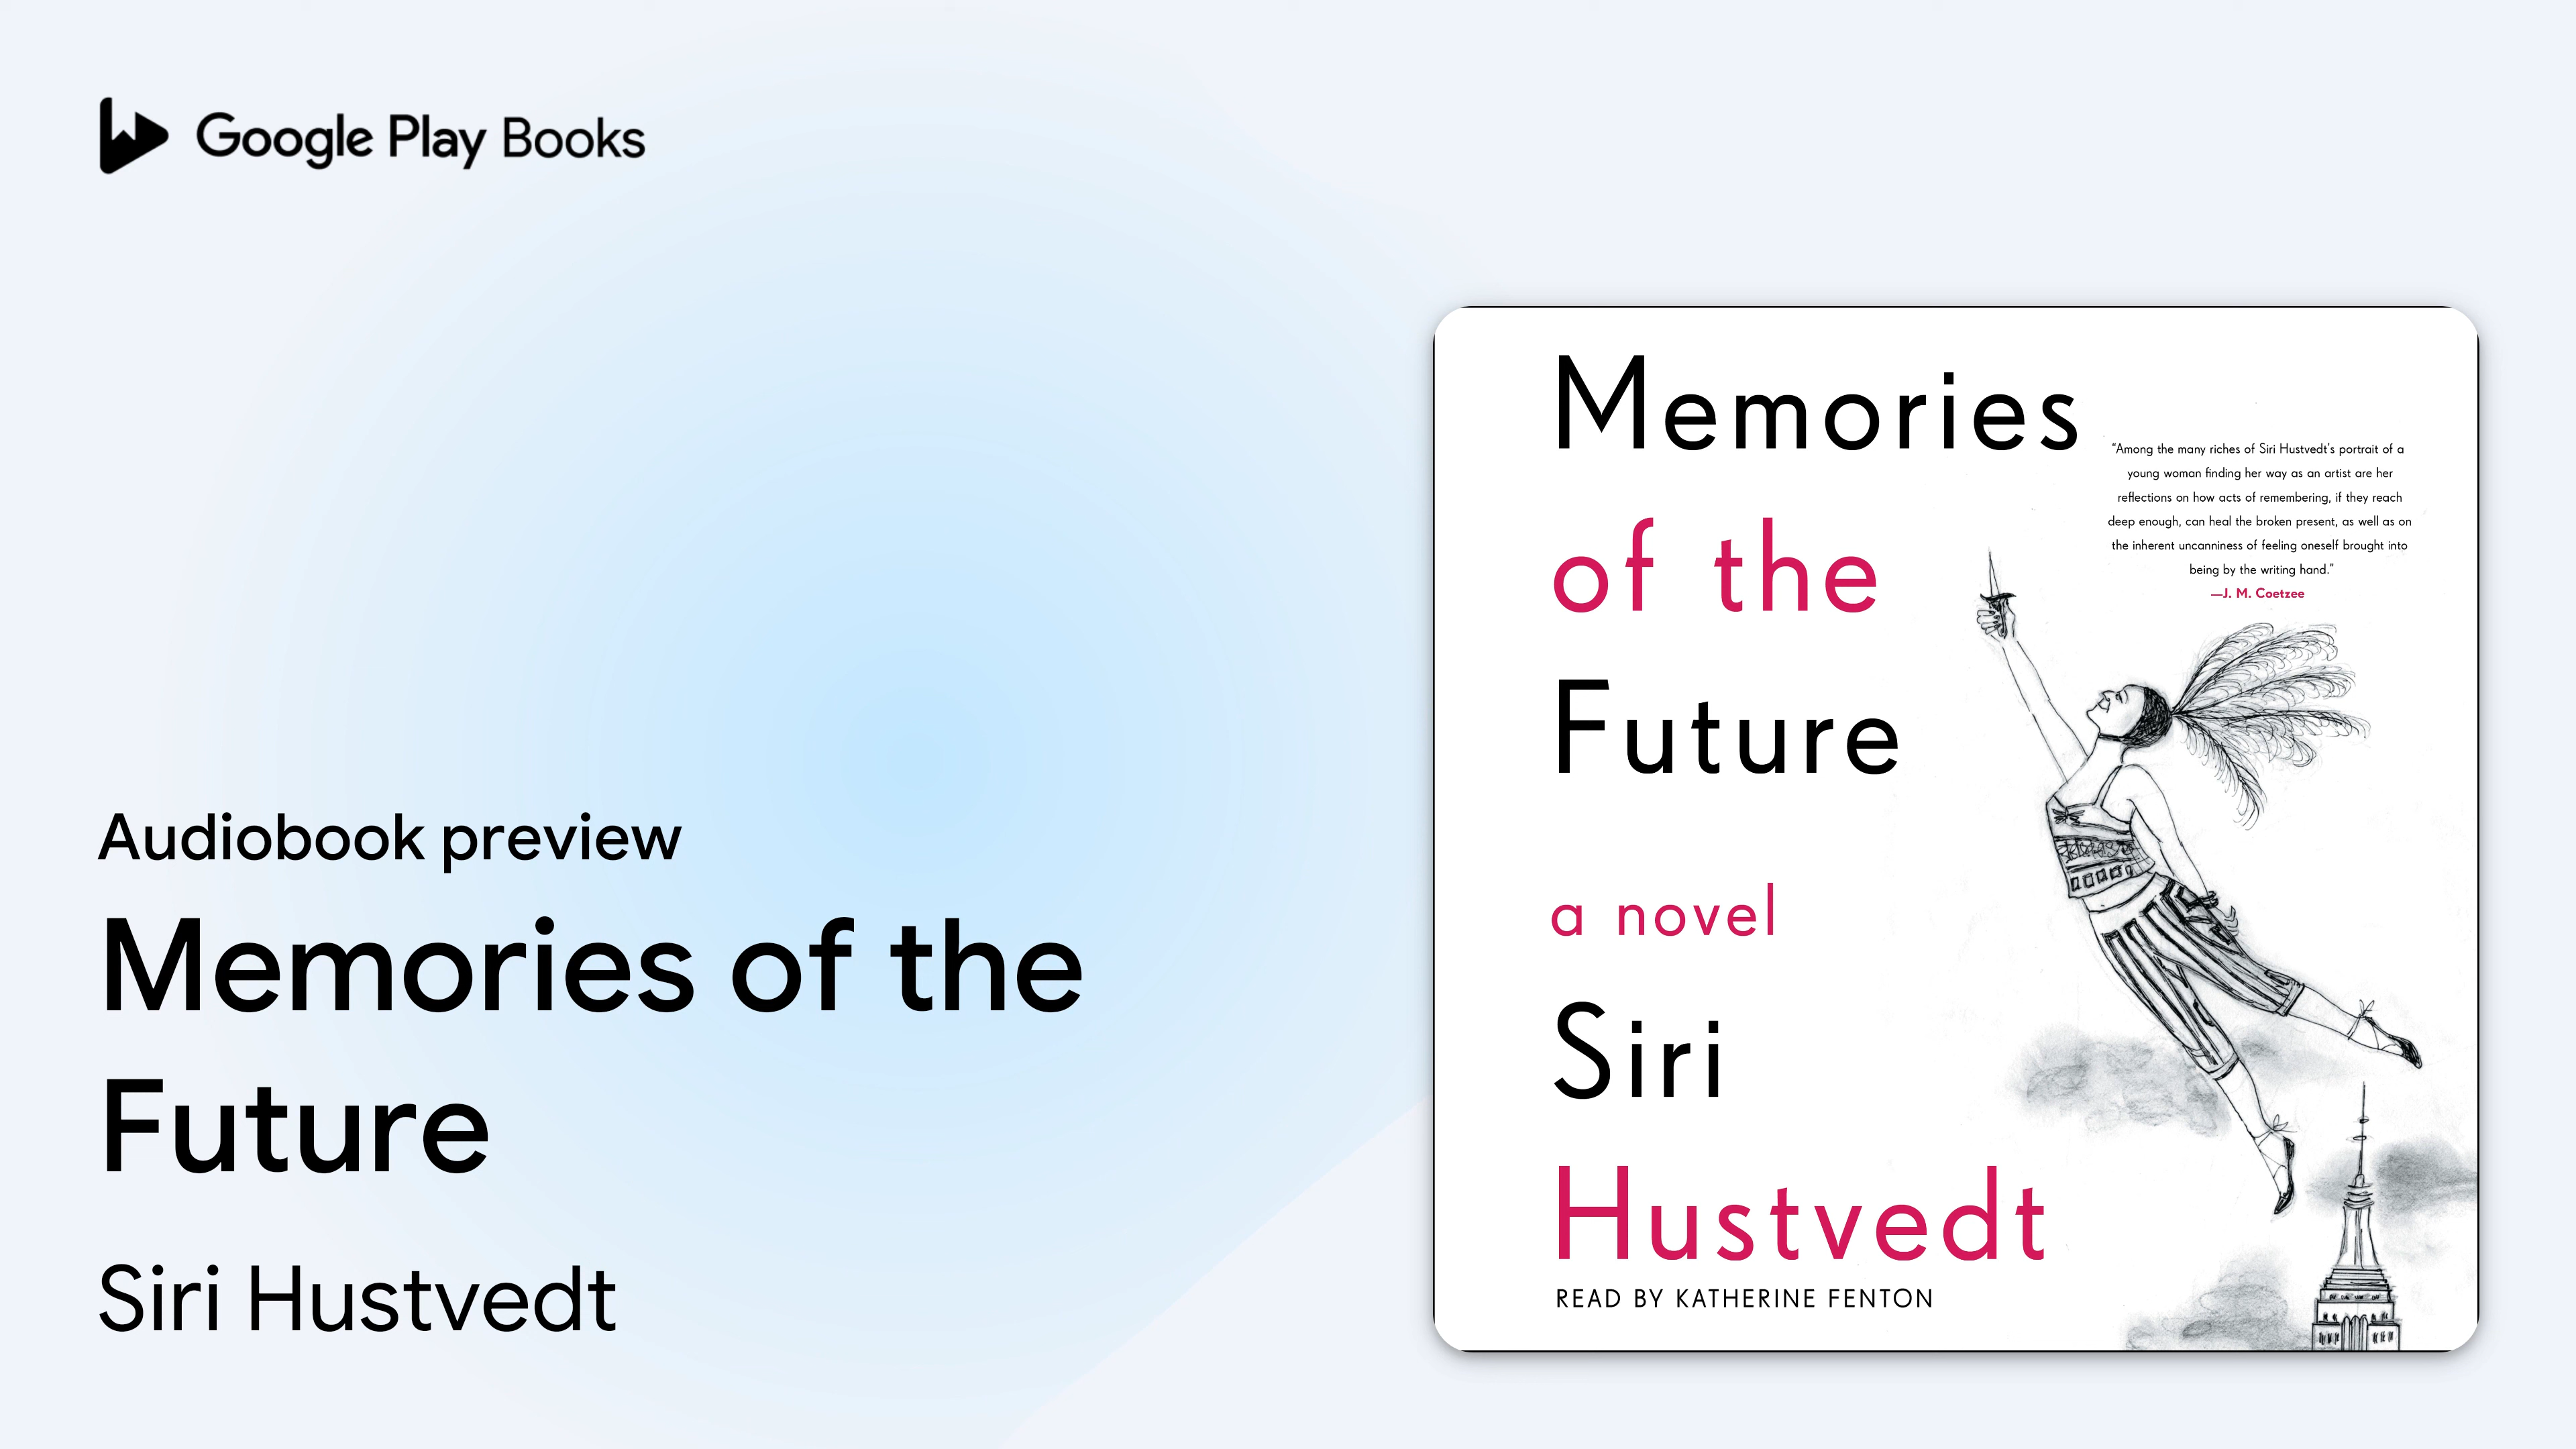 Google Play Books
Audiobook preview
Memories of the
Future
Siri Hustvedt
Memories
of the
Future
a novel
Siri
Hustvedt
READ BY KATHERINE FENTON
“Among the many riches of Siri Hustvedt’s portrait of a
young woman finding her way as an artist are her
reflections on how acts of remembering, if they reach
deep enough, can heal the broken present, as well as on
the inherent uncanniness of feeling oneself brought into
being by the writing hand.”
—J. M. Coetzee